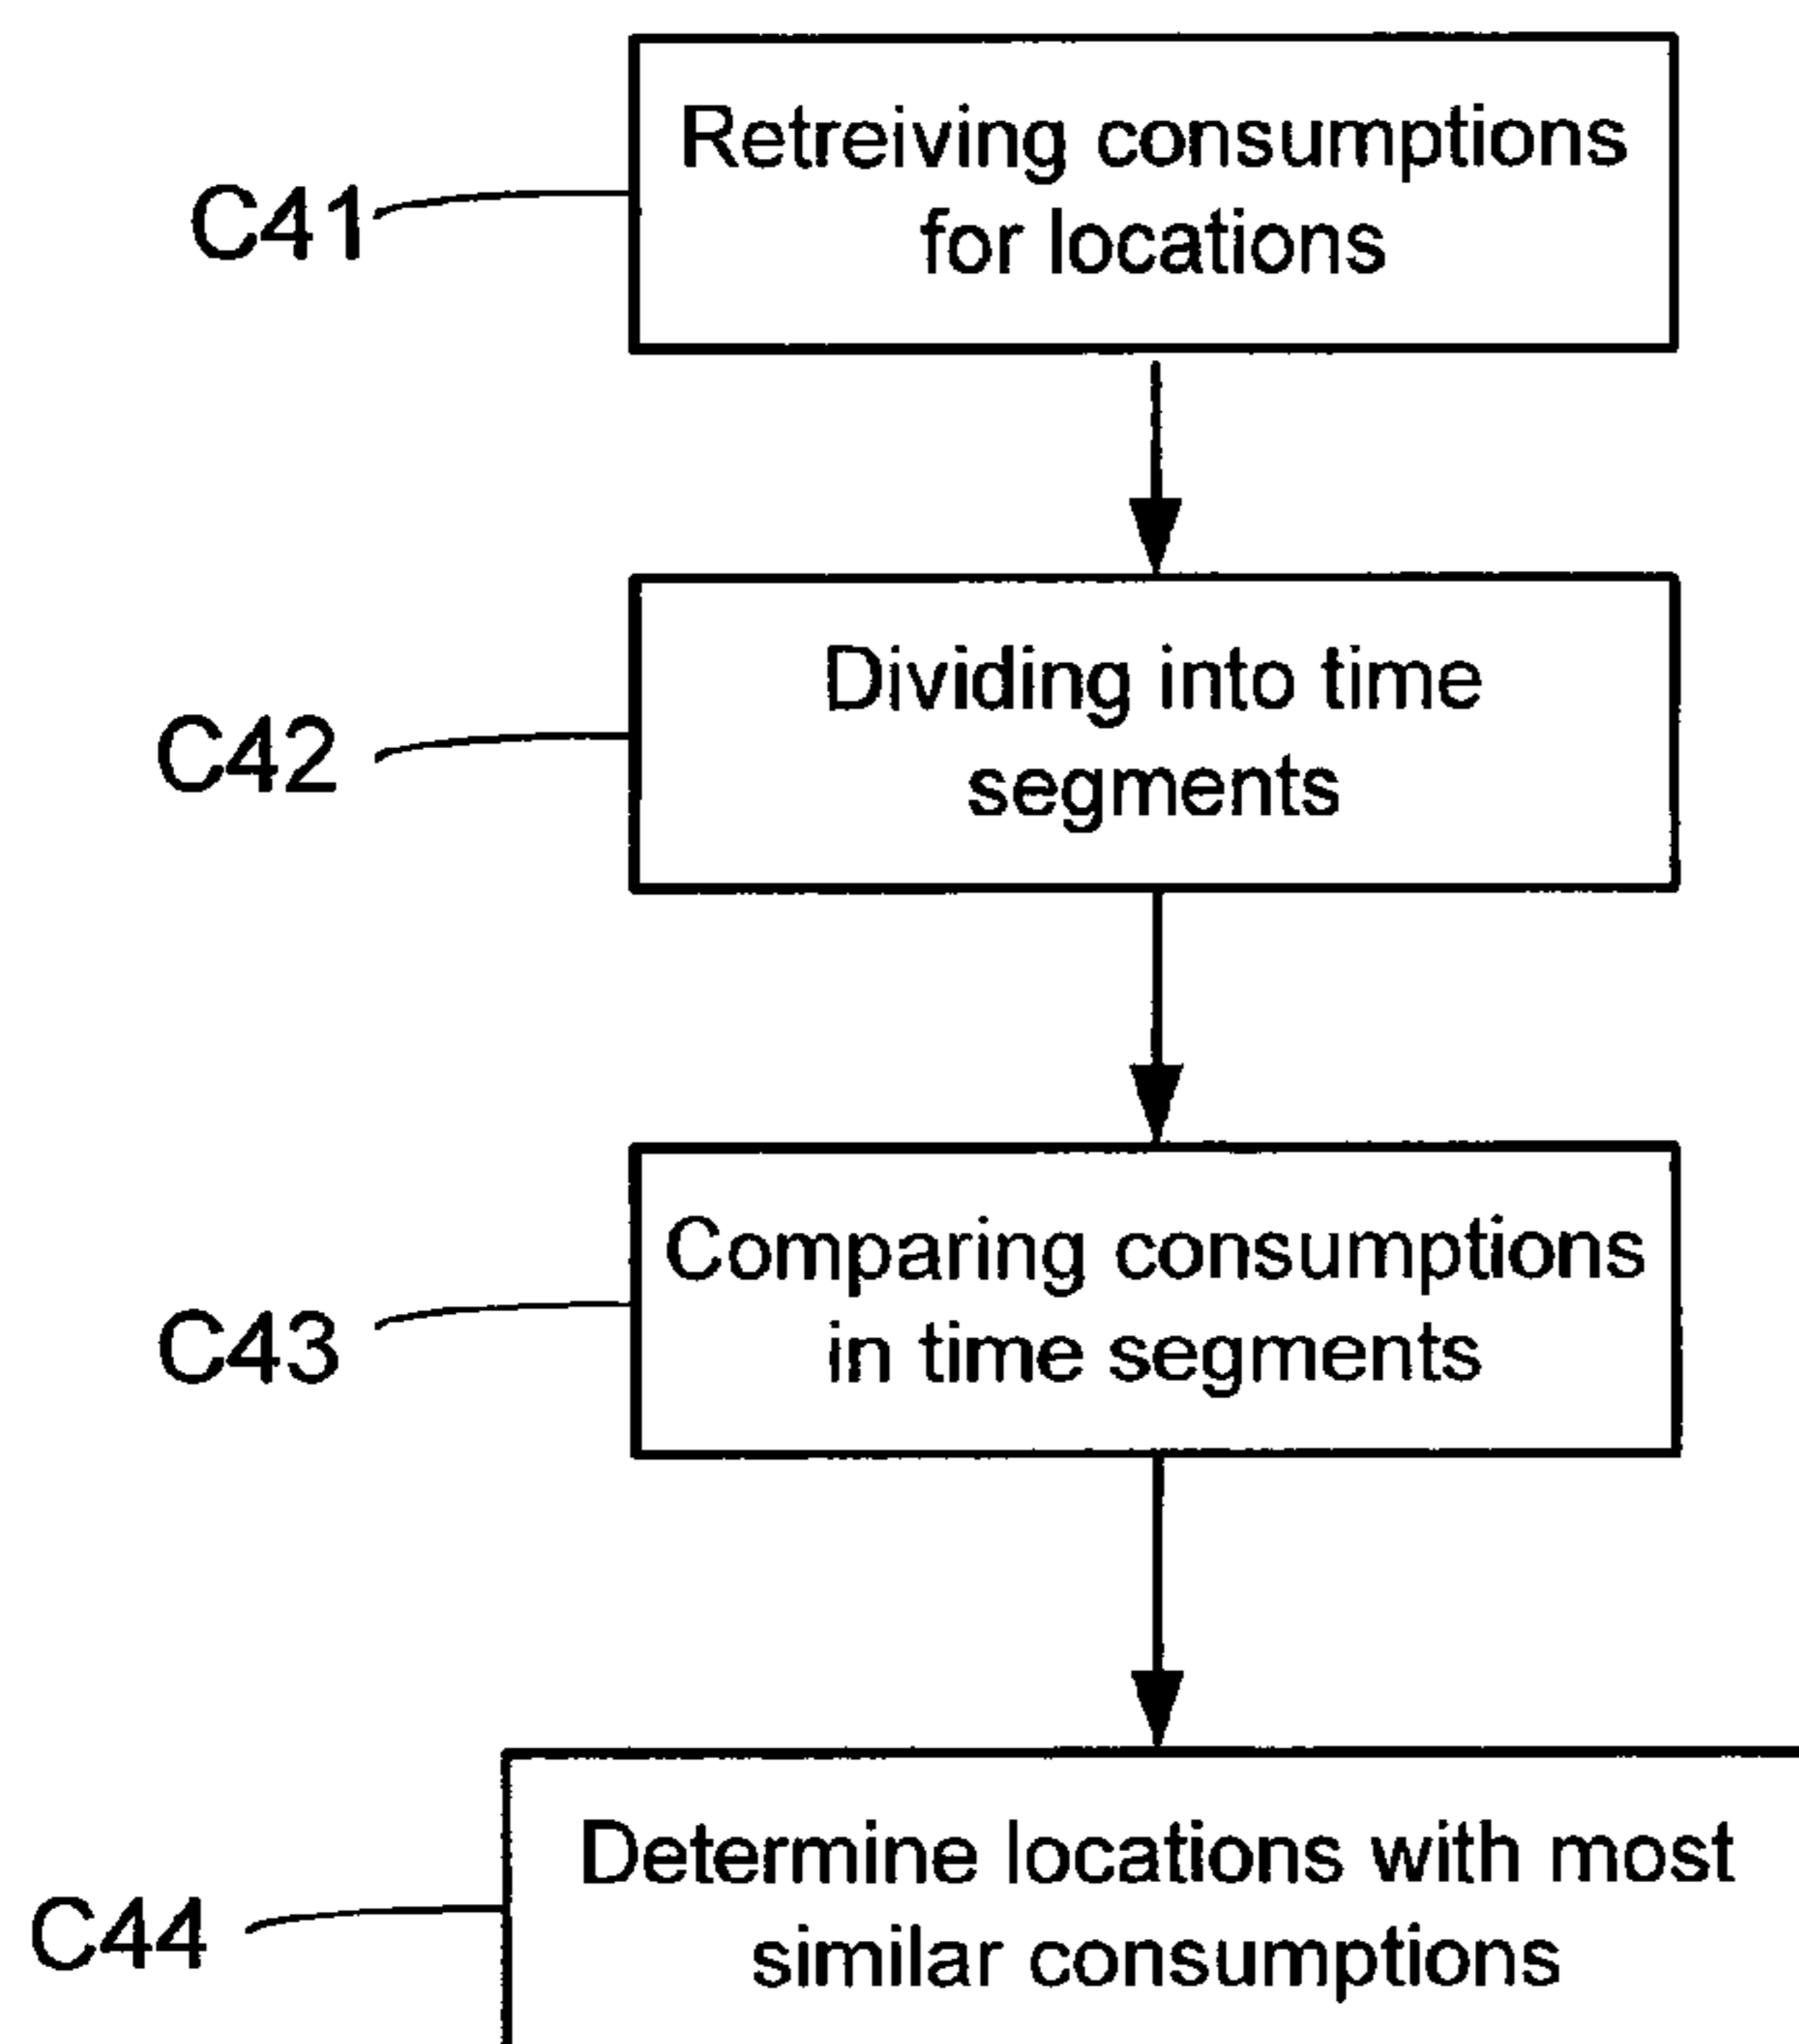 Retreiving consumptions
for locations
C41
Dividing into time
segments
C42
Comparing consumptions
in time segments
C43
Determine locations with most
similar consumptions
C44